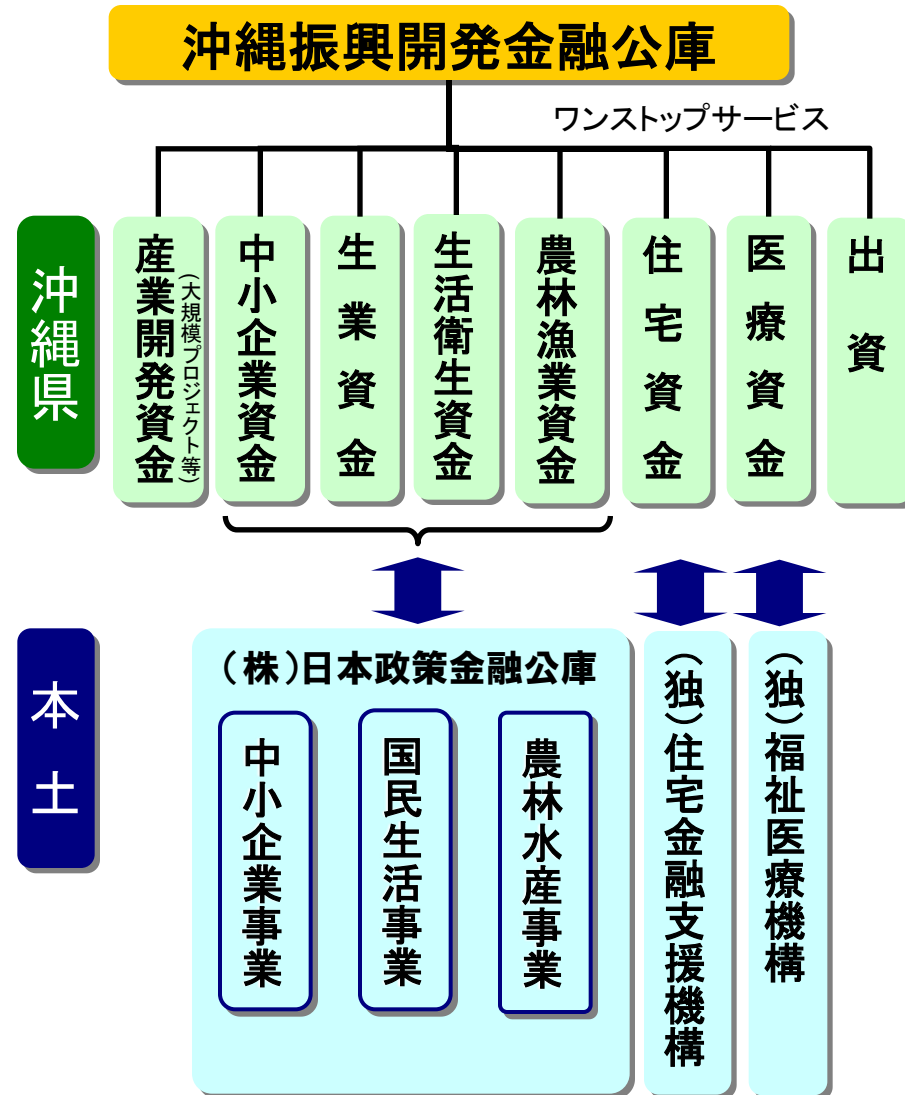 沖縄振興開発金融公庫
ワンストップサービス
沖縄県
産業開発資金
(大規模プロジェクト等)
中小企業資金
生業資金
生活衛生資金
農林漁業資金
住宅資金
医療資金
出資
本土
(株)日本政策金融公庫
中小企業事業
国民生活事業
農林水産事業
(独)住宅金融支援機構
(独)福祉医療機構